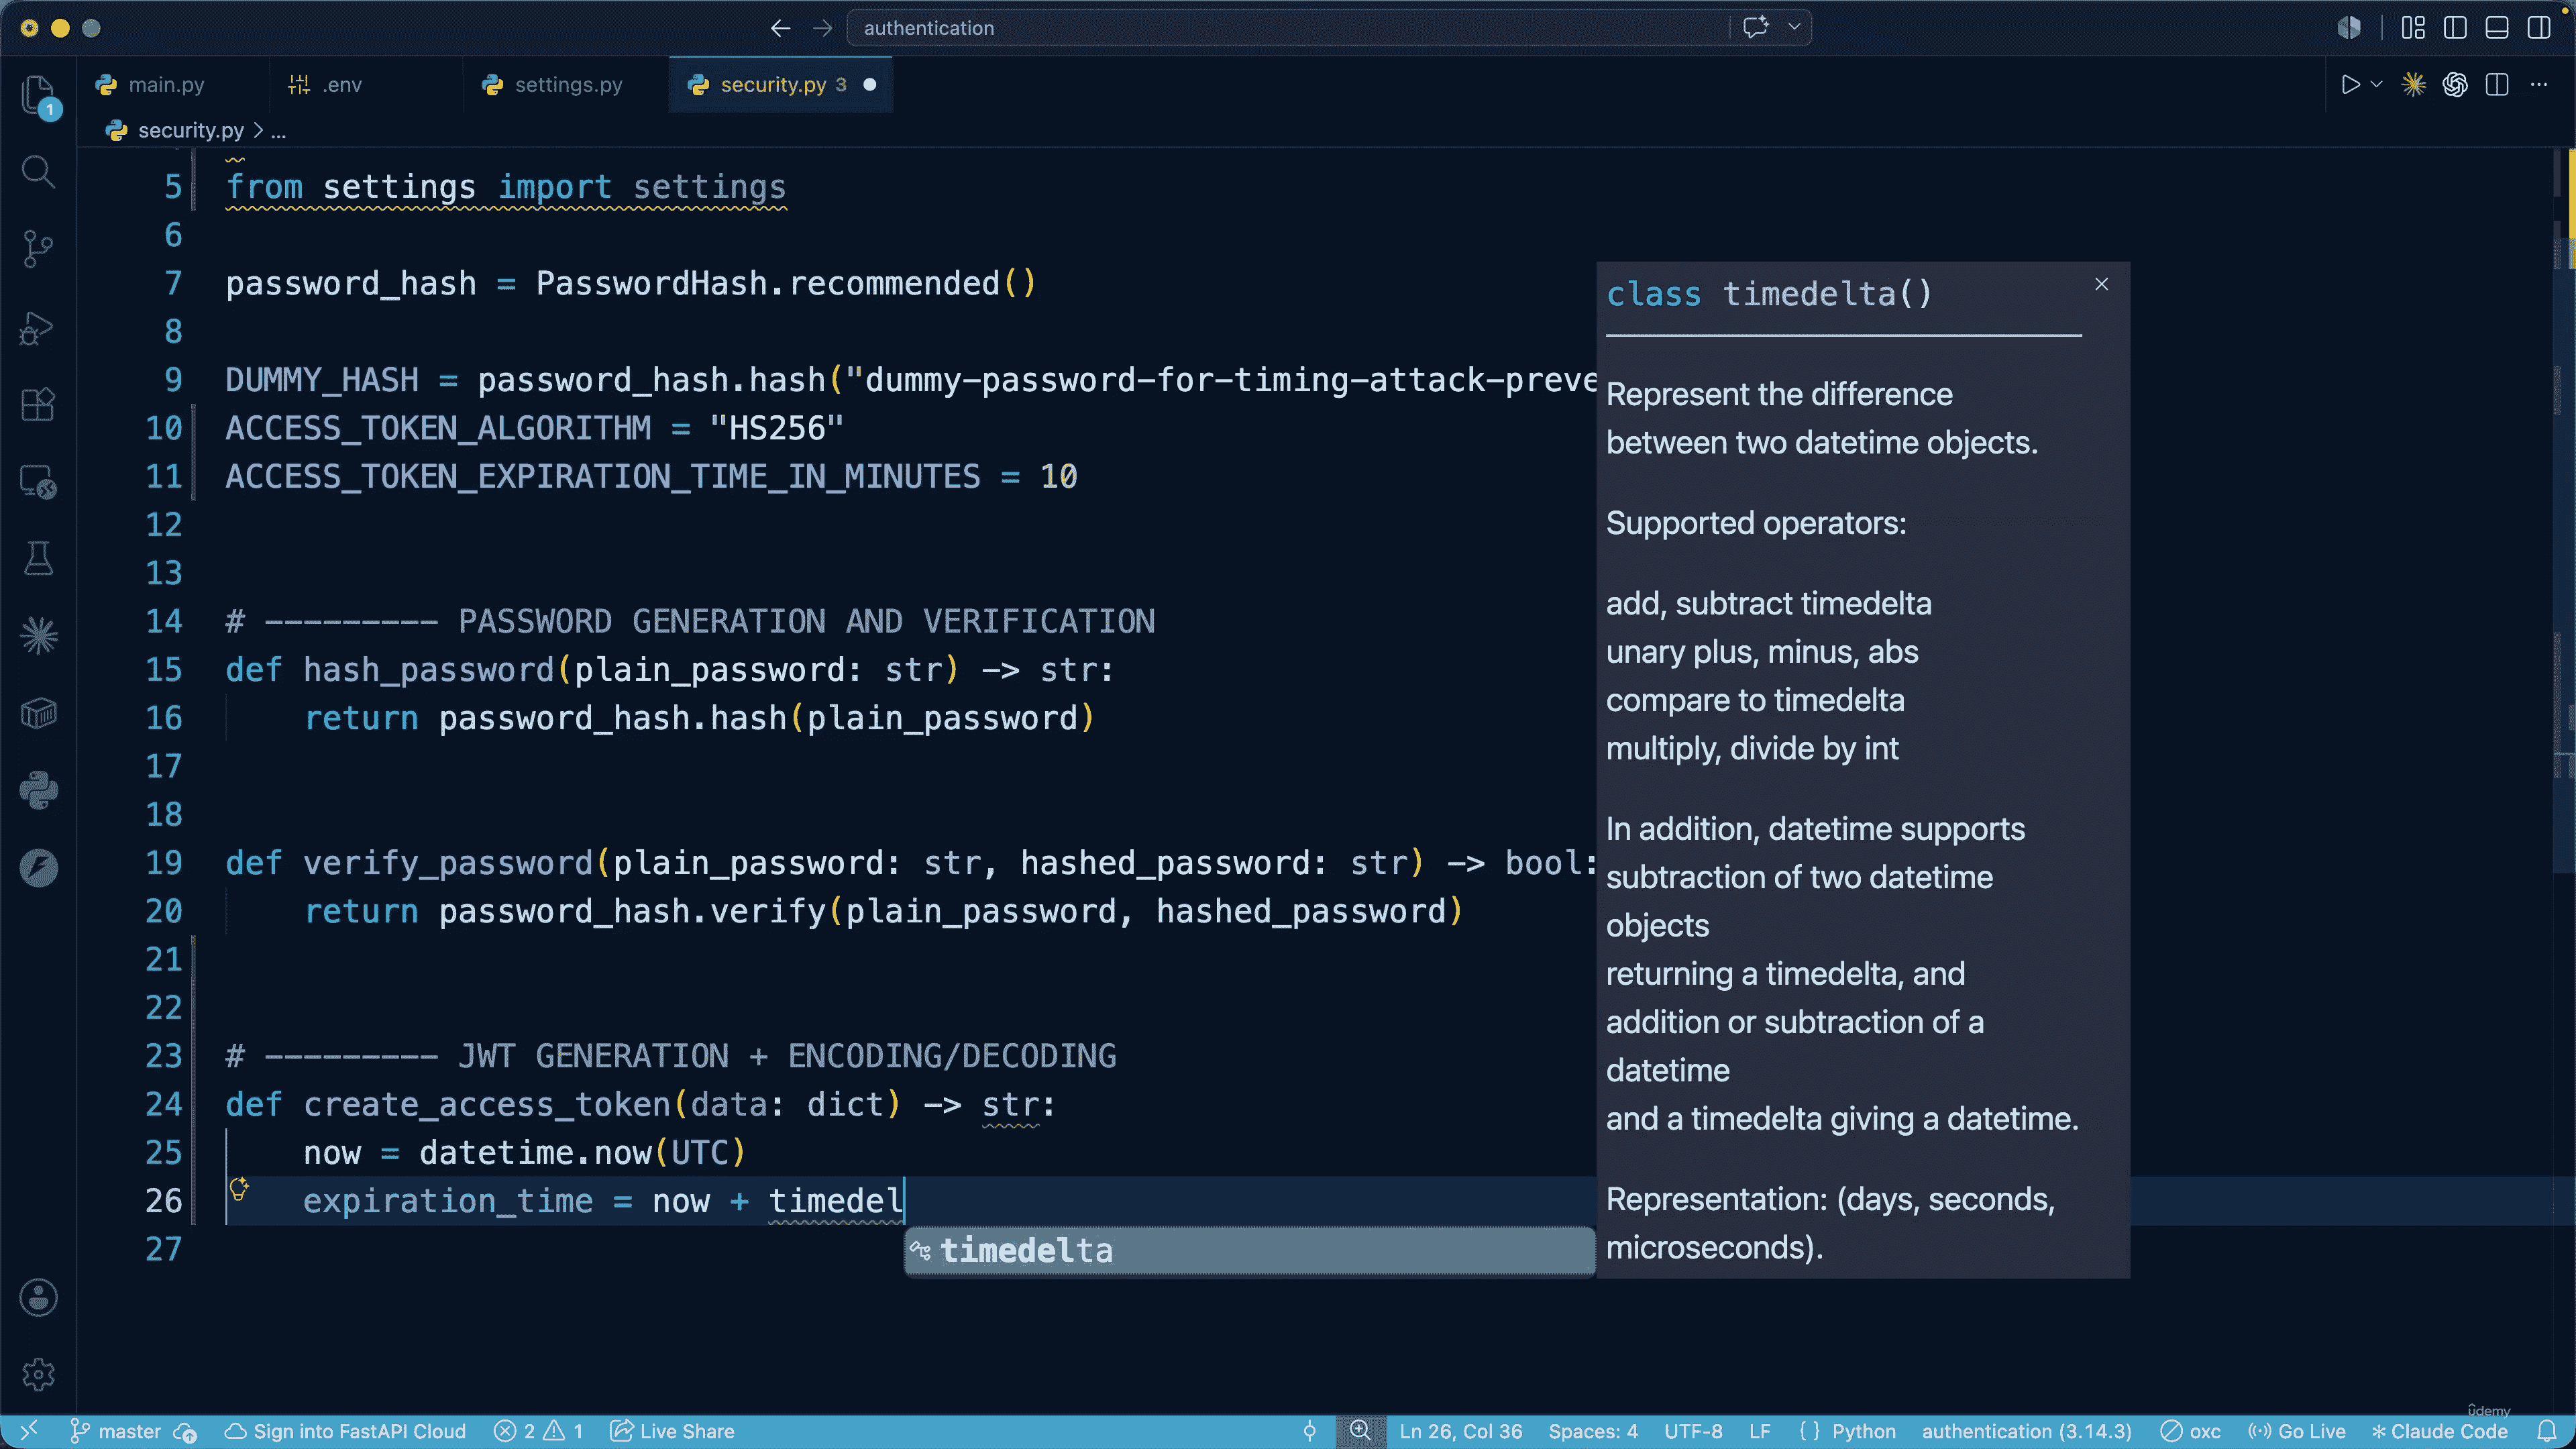 authentication
main.py
.env
settings.py
security.py 3
1
security.py > ...
5 from settings import settings
6
7 password_hash = PasswordHash.recommended()
8
9 DUMMY_HASH = password_hash.hash("dummy-password-for-timing-attack-preve
10 ACCESS_TOKEN_ALGORITHM = "HS256"
11 ACCESS_TOKEN_EXPIRATION_TIME_IN_MINUTES = 10
12
13
14 # --------- PASSWORD GENERATION AND VERIFICATION
15 def hash_password(plain_password: str) -> str:
16 return password_hash.hash(plain_password)
17
18
19 def verify_password(plain_password: str, hashed_password: str) -> bool:
20 return password_hash.verify(plain_password, hashed_password)
21
22
23 # --------- JWT GENERATION + ENCODING/DECODING
24 def create_access_token(data: dict) -> str:
25 now = datetime.now(UTC)
26 expiration_time = now + timedel
27
timedelta
class timedelta()
Represent the difference
between two datetime objects.
Supported operators:
add, subtract timedelta
unary plus, minus, abs
compare to timedelta
multiply, divide by int
In addition, datetime supports
subtraction of two datetime
objects
returning a timedelta, and
addition or subtraction of a
datetime
and a timedelta giving a datetime.
Representation: (days, seconds,
microseconds).
udemy
master
Sign into FastAPI Cloud
2
1
Live Share
Ln 26, Col 36
Spaces: 4
UTF-8
LF
{ } Python
authentication (3.14.3)
oxc
Go Live
Claude Code